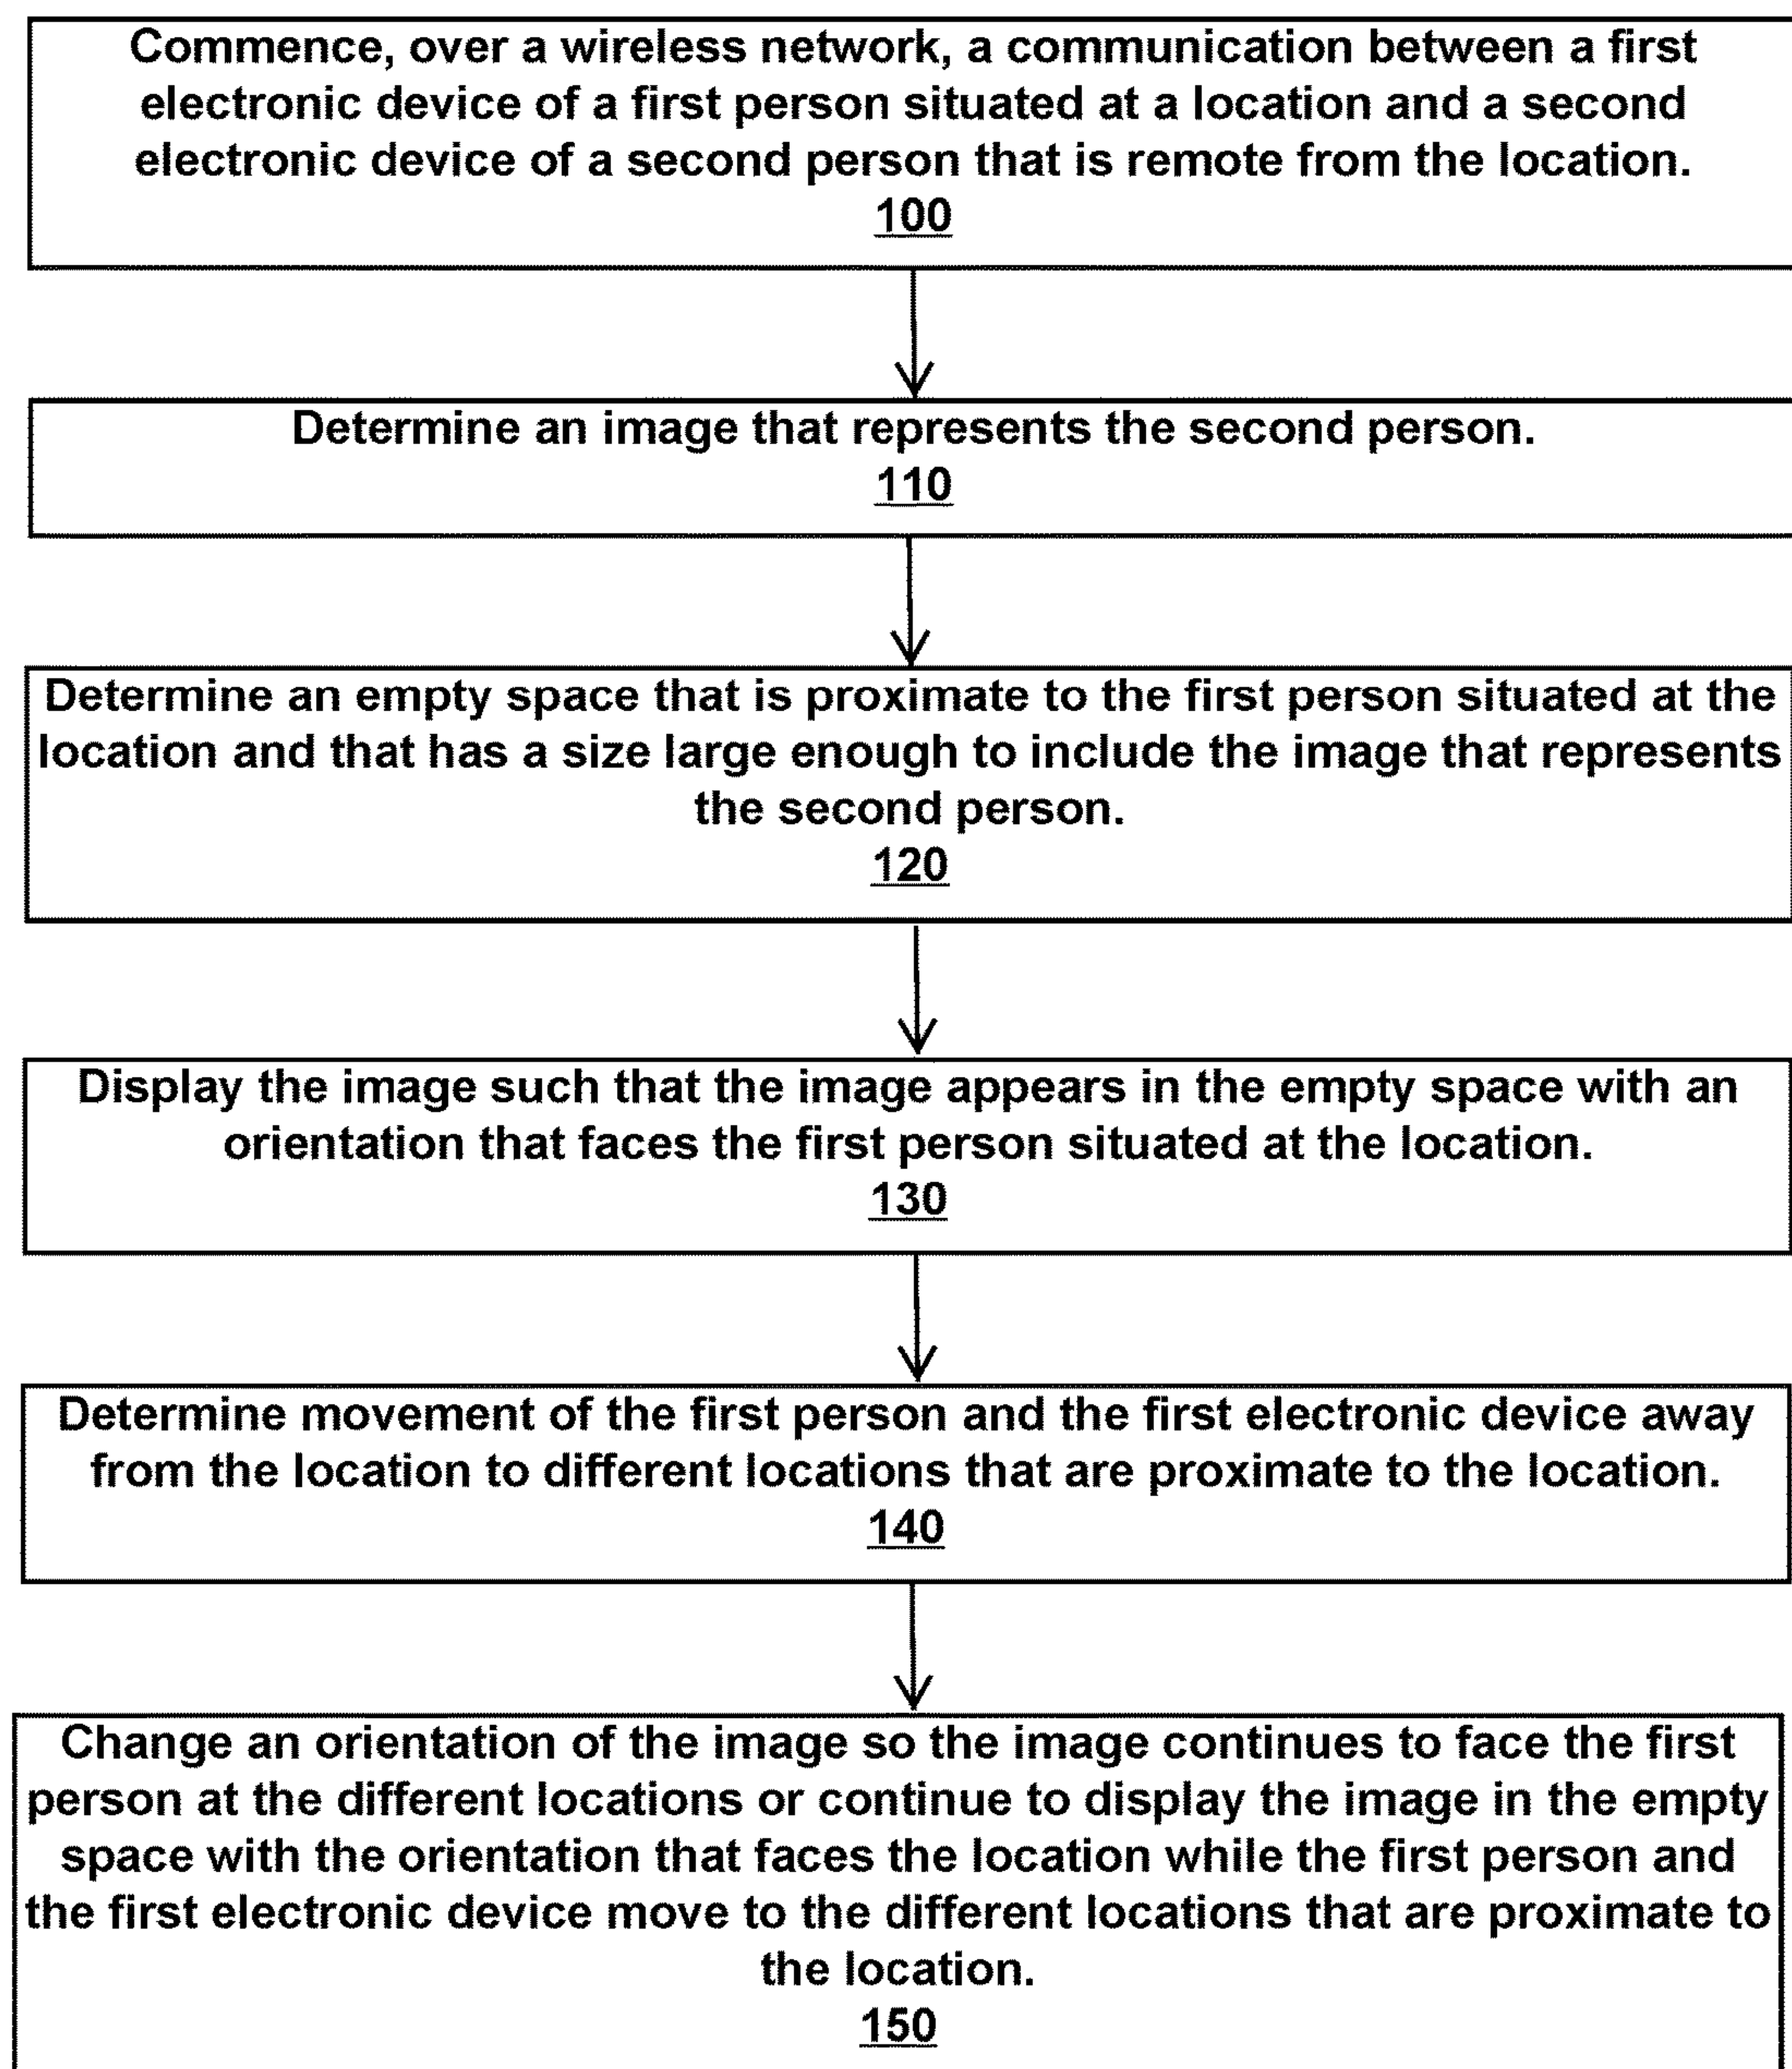 Commence, over a wireless network, a communication between a first
electronic device of a first person situated at a location and a second
electronic device of a second person that is remote from the location.
100
Determine an image that represents the second person.
110
Determine an empty space that is proximate to the first person situated at the
location and that has a size large enough to include the image that represents
the second person.
120
Display the image such that the image appears in the empty space with an
orientation that faces the first person situated at the location.
130
Determine movement of the first person and the first electronic device away
from the location to different locations that are proximate to the location.
140
Change an orientation of the image so the image continues to face the first
person at the different locations or continue to display the image in the empty
space with the orientation that faces the location while the first person and
the first electronic device move to the different locations that are proximate to
the location.
150